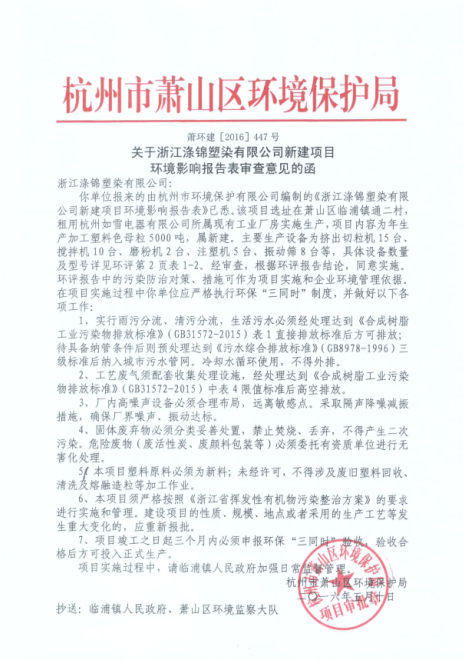 杭州市萧山区环境保护局
萧环建【2016】447号
关于浙江涤锦塑染有限公司新建项目
环境影响报告表审查意见的函
浙江涤锦塑染有限公司：
你单位报来的由杭州市环境保护有限公司编制的《浙江涤锦塑染有限公
司新建项目环境影响报告表》已悉。该项目选址在萧山区临浦镇通二村，
租用杭州如雪电器有限公司所属现有工业厂房实施生产，项目内容为年生产
加工塑料色母粒5000吨，属新建。主要生产设备为挤出切粒机15台、
搅拌机10台、磨粉机2台、注塑机5台、振动筛8台等，具体设备数量
及型号详见环评第2页表1-2。经审查，根据环评报告结论，同意实施。
环评报告中的污染防治对策、措施可作为项目实施和企业环境管理依据。
在项目实施过程中你单位应严格执行环保“三同时”制度，并做好以下各
项工作：
1、实行雨污分流、清污分流，生活污水必须经处理达到《合成树脂
工业污染物排放标准》(GB31572-2015)表1直接排放标准后方可排放；
待具备纳管条件后则预处理达到《污水综合排放标准》(GB8978-1996)三
级标准后纳入城市污水管网。冷却水循环使用，不得外排。
2、工艺废气须配套收集处理设施，经处理达到《合成树脂工业污染
物排放标准》(GB31572-2015)中表4限值标准后高空排放。
3、厂内高噪声设备必须合理布局，远离敏感点。采取隔声降噪减振
措施，确保厂界噪声、振动达标。
4、固体废弃物必须分类妥善处置，禁止焚烧、丢弃，不得产生二次
污染。危险废物（废活性炭、废颜料包装等）必须委托有资质单位进行无
害化处理。
5、本项目塑料原料必须为新料；未经许可，不得涉及废旧塑料回收、
清洗及熔融造粒等加工作业。
6、本项目须严格按照《浙江省挥发性有机物污染整治方案》的要求
进行实施和管理。建设项目的性质、规模、地点或者采用的生产工艺等发
生重大变化的，应重新报批。
7、项目竣工之日起三个月内必须申报环保“三同时”验收，验收合
格后方可投入正式生产。
项目实施过程中，请临浦镇人民政府加强日常监督管理。
杭州市萧山区环境保护局
二〇一六年五月十日
抄送：临浦镇人民政府、萧山区环境监察大队
杭州市萧山区环境保护局
项目审批专